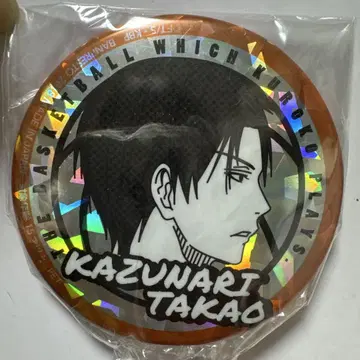 THE BASKETBALL WHICH KUROKO PLAYS.
KAZUNARI
TAKAO